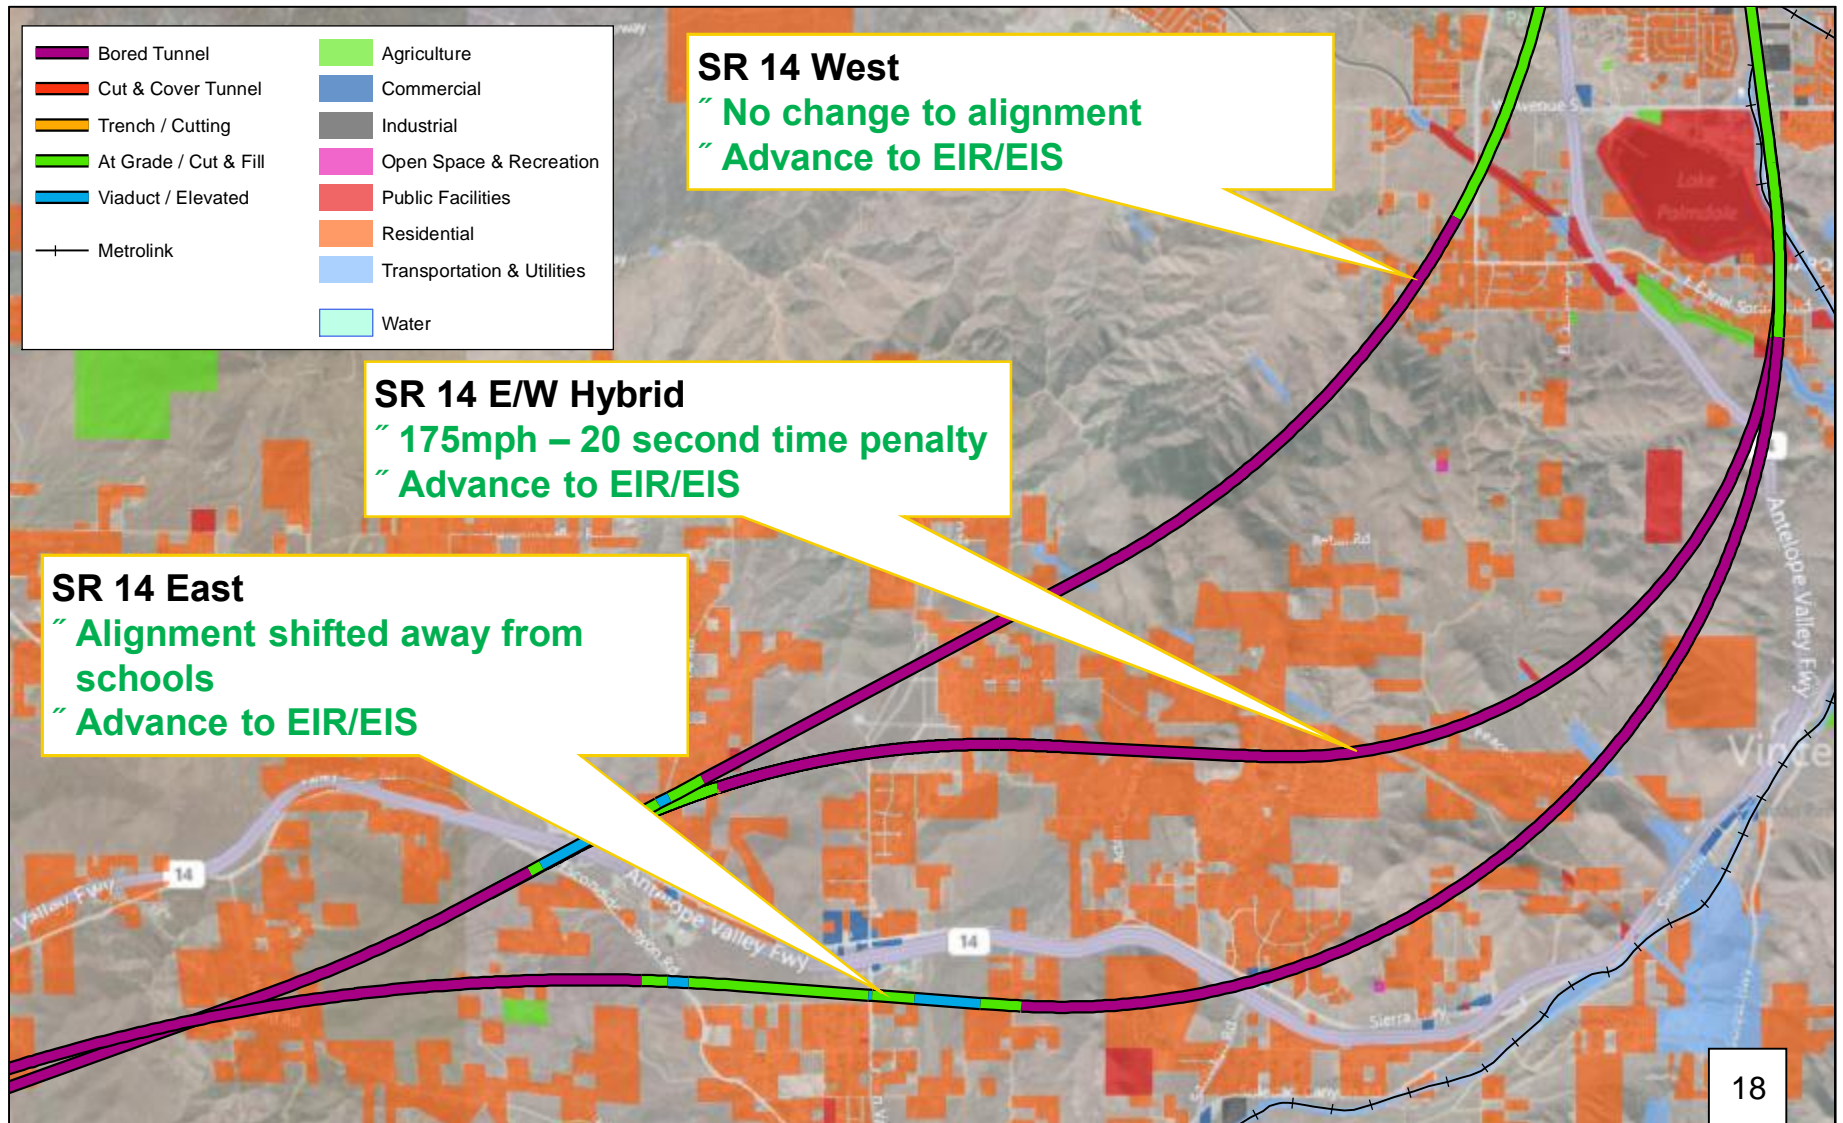 Bored Tunnel
Cut & Cover Tunnel
Trench / Cutting
At Grade / Cut & Fill
Viaduct / Elevated
Metrolink
Agriculture
Commercial
Industrial
Open Space & Recreation
Public Facilities
Residential
Transportation & Utilities
Water
SR 14 West
˝ No change to alignment
˝ Advance to EIR/EIS
SR 14 E/W Hybrid
˝ 175mph – 20 second time penalty
˝ Advance to EIR/EIS
SR 14 East
˝ Alignment shifted away from
schools
˝ Advance to EIR/EIS
W Avenue S
Lake
Palmdale
Antelope Valley Fwy
Vince
14
Valley Fwy
Antelope Valley Fwy
14
Sierra Hwy
18